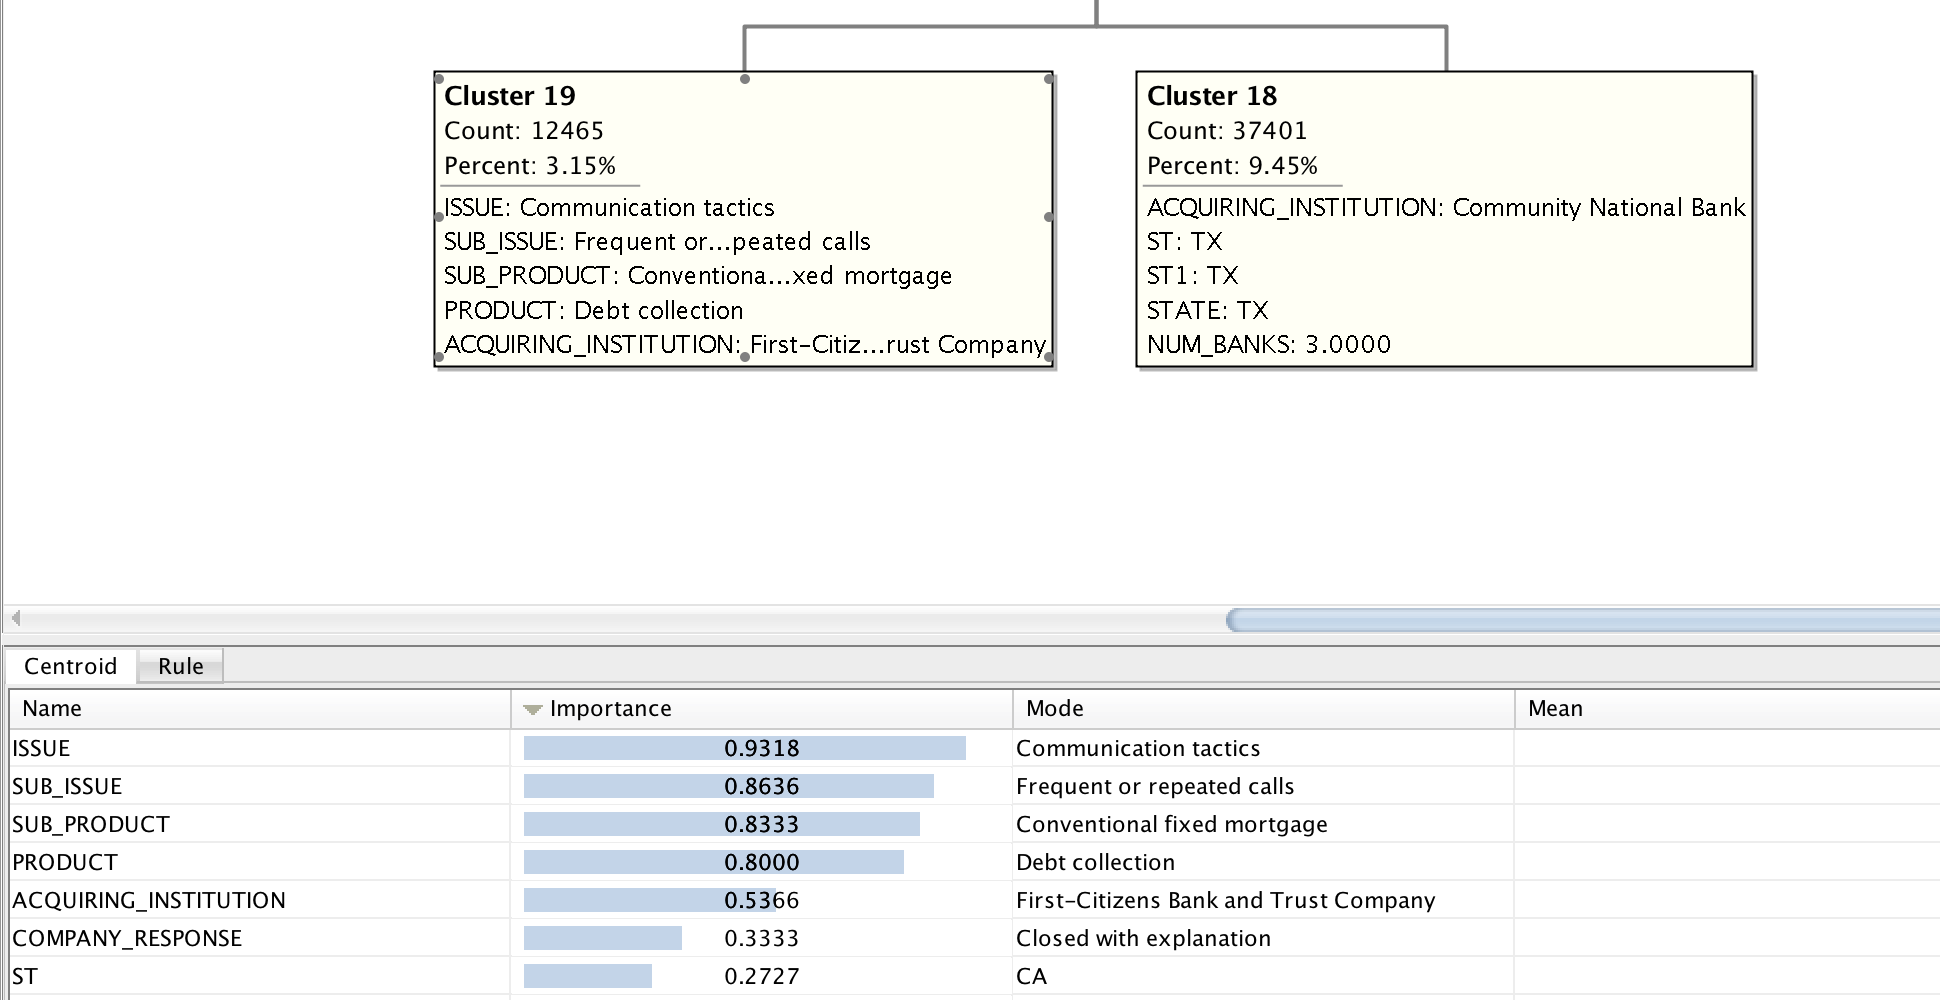 Cluster 19
Count: 12465
Percent: 3.15%
ISSUE: Communication tactics
SUB_ISSUE: Frequent or...peated calls
SUB_PRODUCT: Conventiona...xed mortgage
PRODUCT: Debt collection
ACQUIRING_INSTITUTION: First-Citiz...rust Company
Cluster 18
Count: 37401
Percent: 9.45%
ACQUIRING_INSTITUTION: Community National Bank
ST: TX
ST1: TX
STATE: TX
NUM_BANKS: 3.0000
Centroid Rule
Name Importance Mode Mean
ISSUE 0.9318 Communication tactics
SUB_ISSUE 0.8636 Frequent or repeated calls
SUB_PRODUCT 0.8333 Conventional fixed mortgage
PRODUCT 0.8000 Debt collection
ACQUIRING_INSTITUTION 0.5366 First-Citizens Bank and Trust Company
COMPANY_RESPONSE 0.3333 Closed with explanation
ST 0.2727 CA